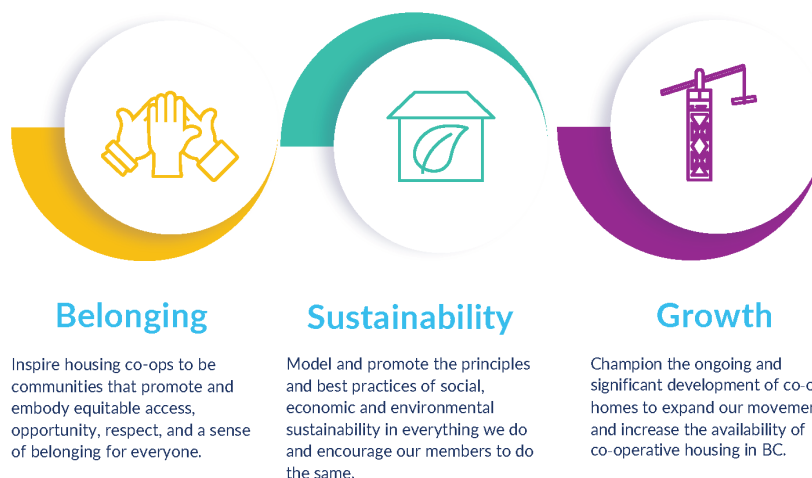 Belonging
Inspire housing co-ops to be
communities that promote and
embody equitable access,
opportunity, respect, and a sense
of belonging for everyone.
Sustainability
Model and promote the principles
and best practices of social,
economic and environmental
sustainability in everything we do
and encourage our members to do
the same.
Growth
Champion the ongoing and
significant development of
homes to expand our
and increase the availability of
co-operative housing in BC.